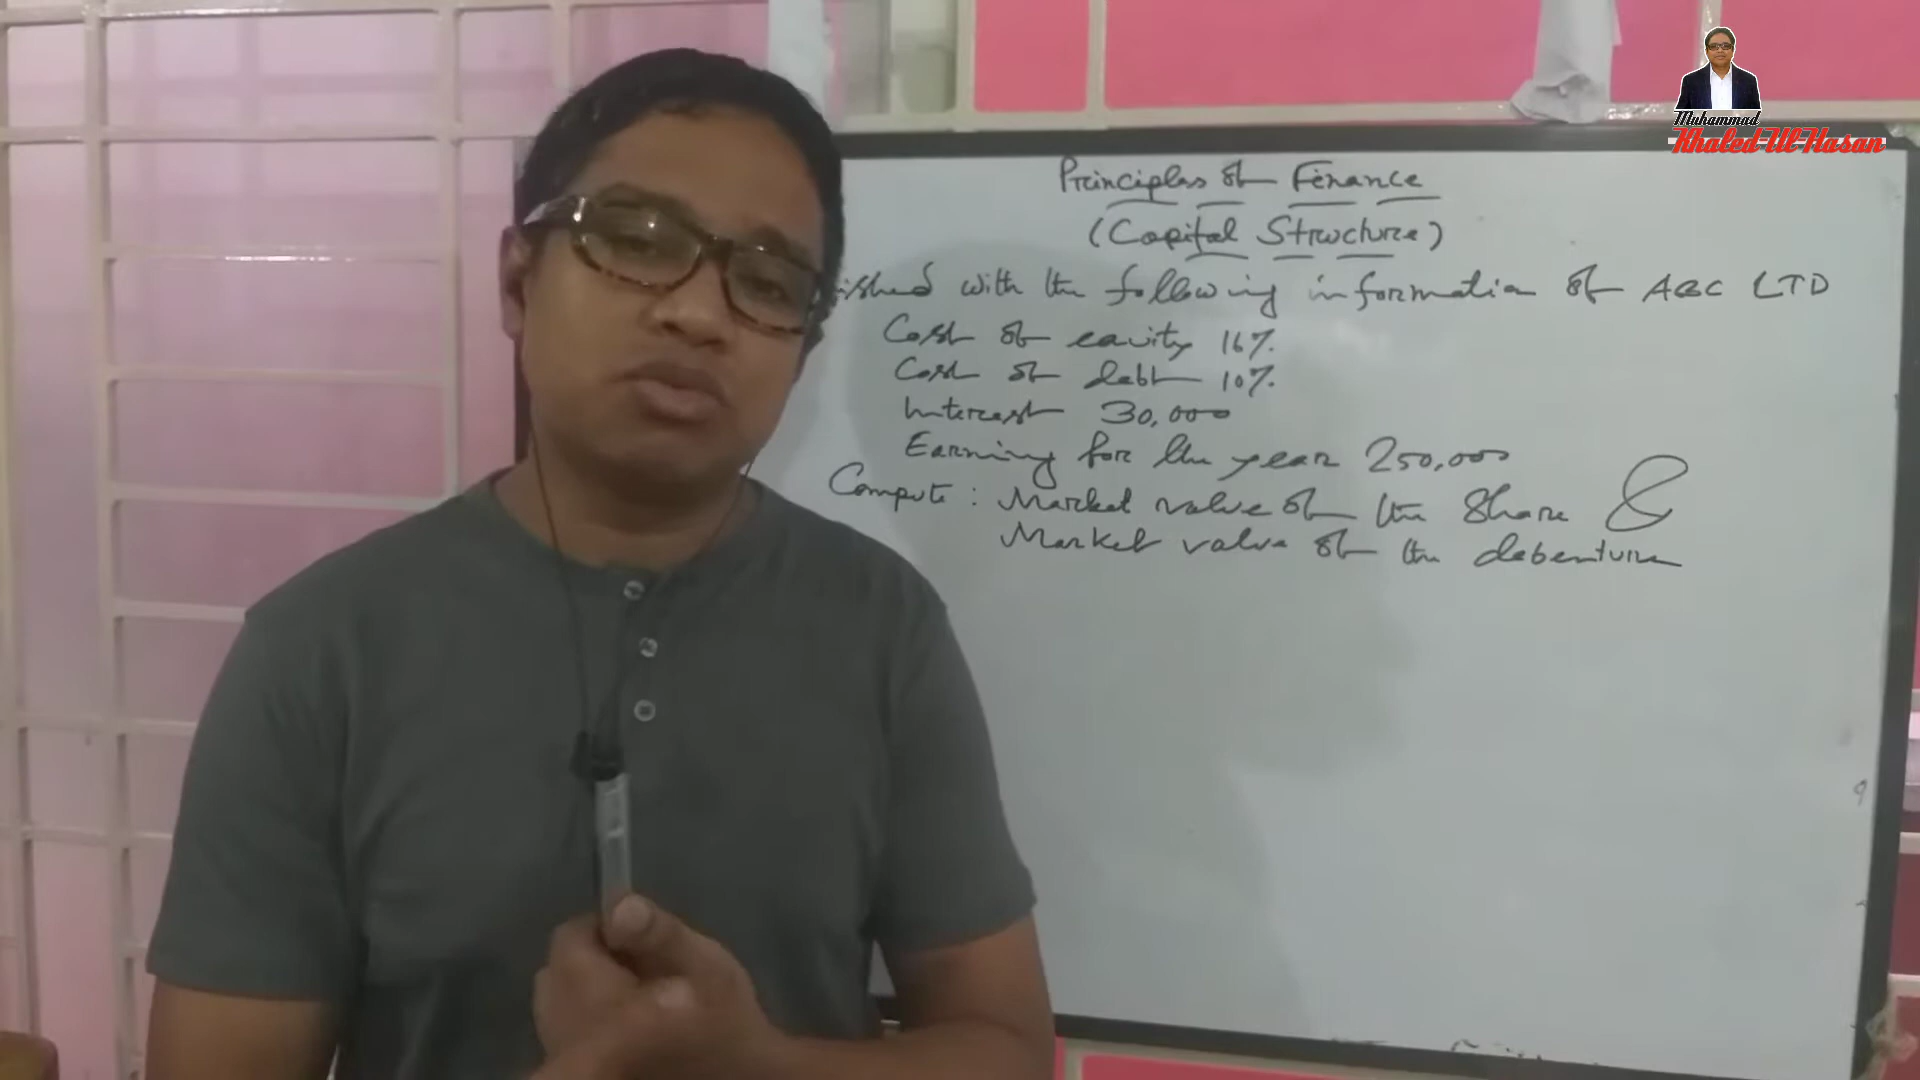 Muhammad
Khaled Ul Hasan
Principles of Finance
(Capital Structure)
ished with the following information of ABC LTD
Cost of equity 16%
Cost of debt 10%
Interest 30,000
Earning for the year 250,000
Compute : Market value of the Share &
Market value of the debenture